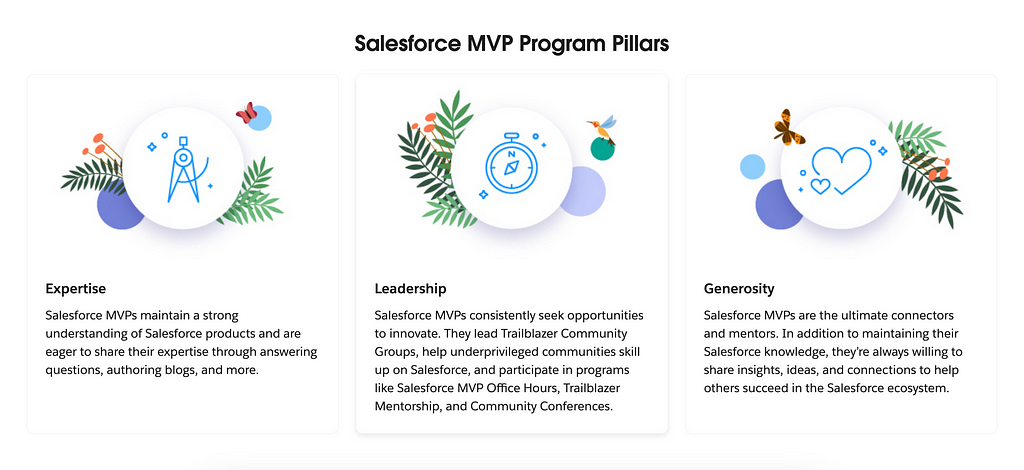 Salesforce MVP Program Pillars
N
Expertise
Salesforce MVPs maintain a strong
understanding of Salesforce products and are
eager to share their expertise through answering
questions, authoring blogs, and more.
Leadership
Salesforce MVPs consistently seek opportunities
to innovate. They lead Trailblazer Community
Groups, help underprivileged communities skill
up on Salesforce, and participate in programs
like Salesforce MVP Office Hours, Trailblazer
Mentorship, and Community Conferences.
Generosity
Salesforce MVPs are the ultimate connectors
and mentors. In addition to maintaining their
Salesforce knowledge, they're always willing to
share insights, ideas, and connections to help
others succeed in the Salesforce ecosystem.